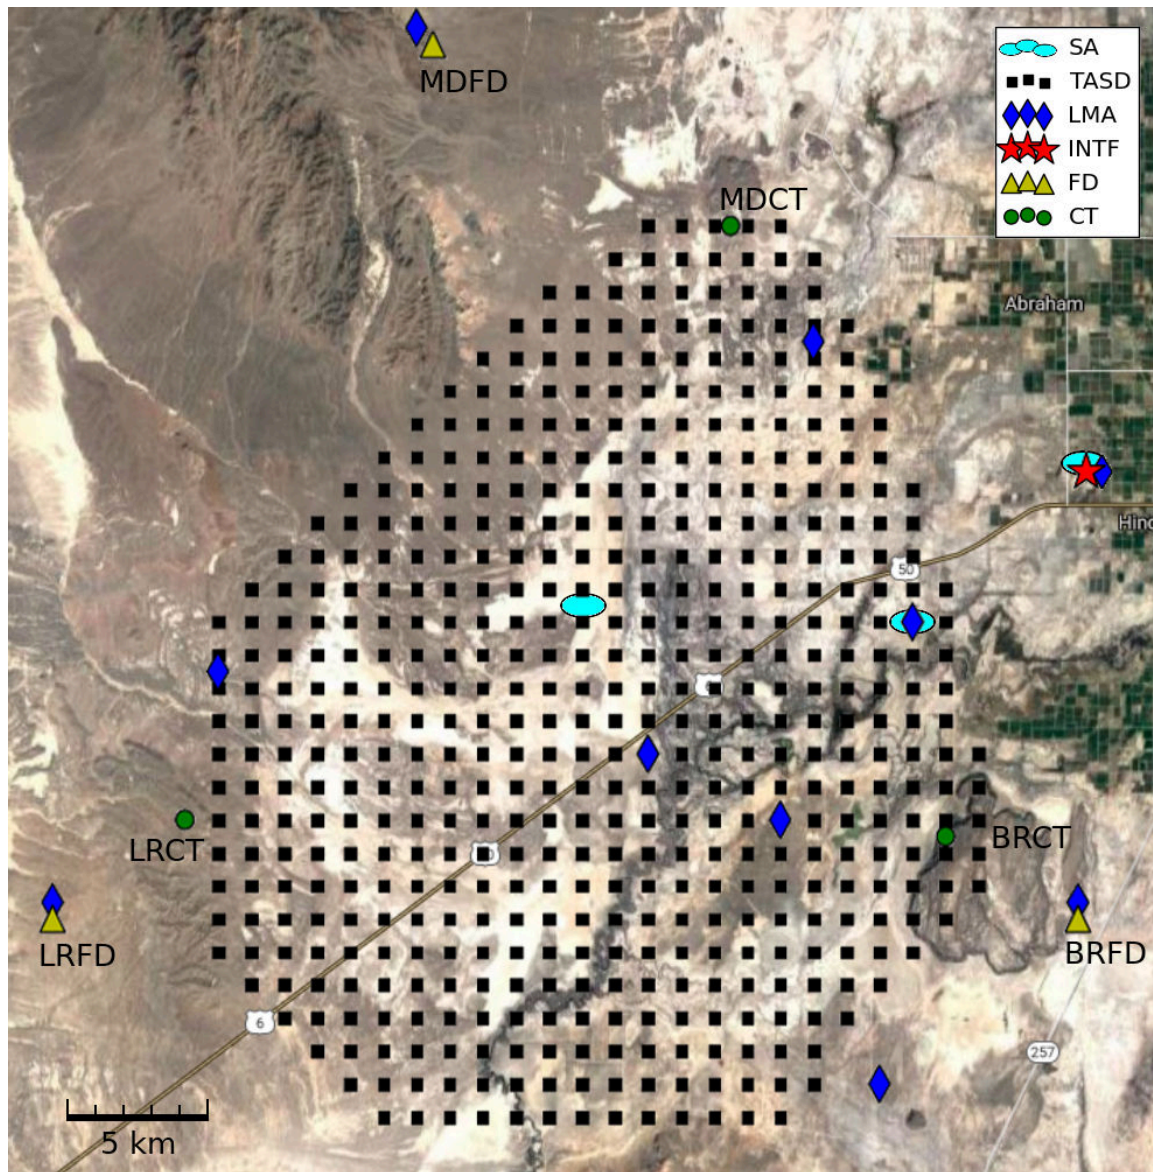 MDFD
SA
TASD
LMA
INTF
FD
CT
MDCT
Abraham
Hinc
50
6
LRCT
BRCT
LRFD
BRFD
6
257
5 km